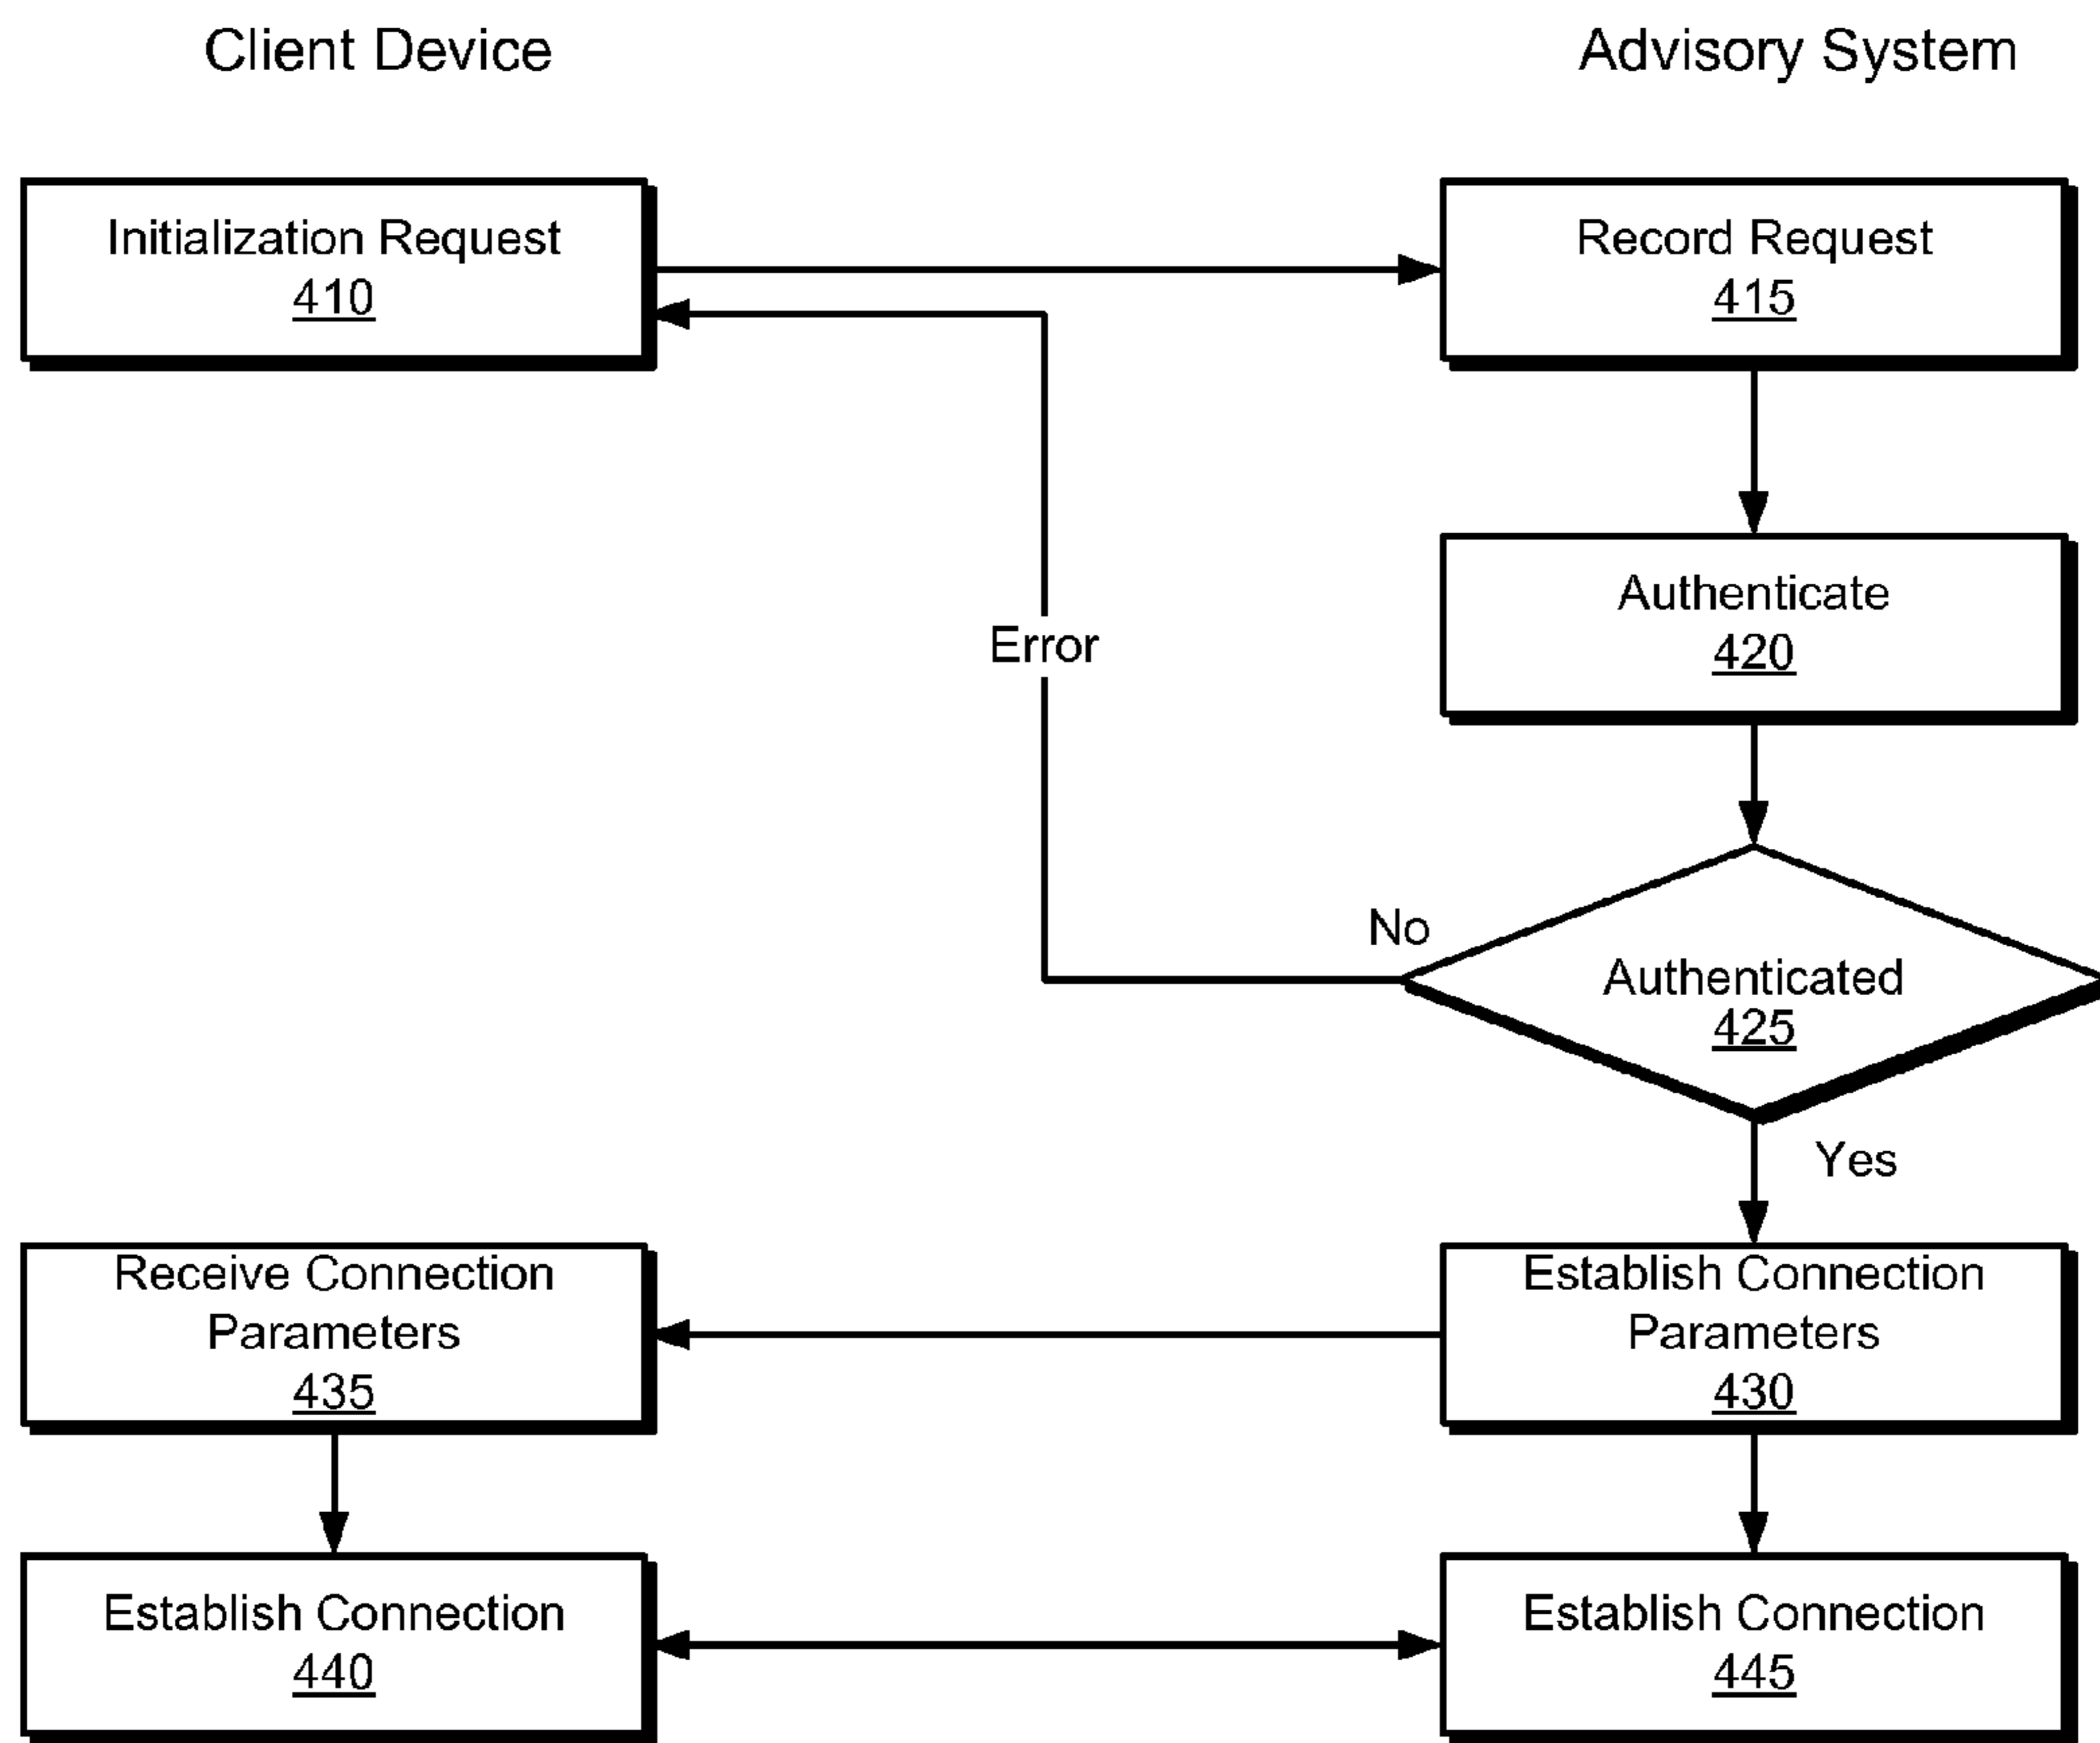 Client Device
Advisory System
Initialization Request
410
Record Request
415
Authenticate
420
Error
No
Authenticated
425
Yes
Receive Connection
Parameters
435
Establish Connection
Parameters
430
Establish Connection
440
Establish Connection
445